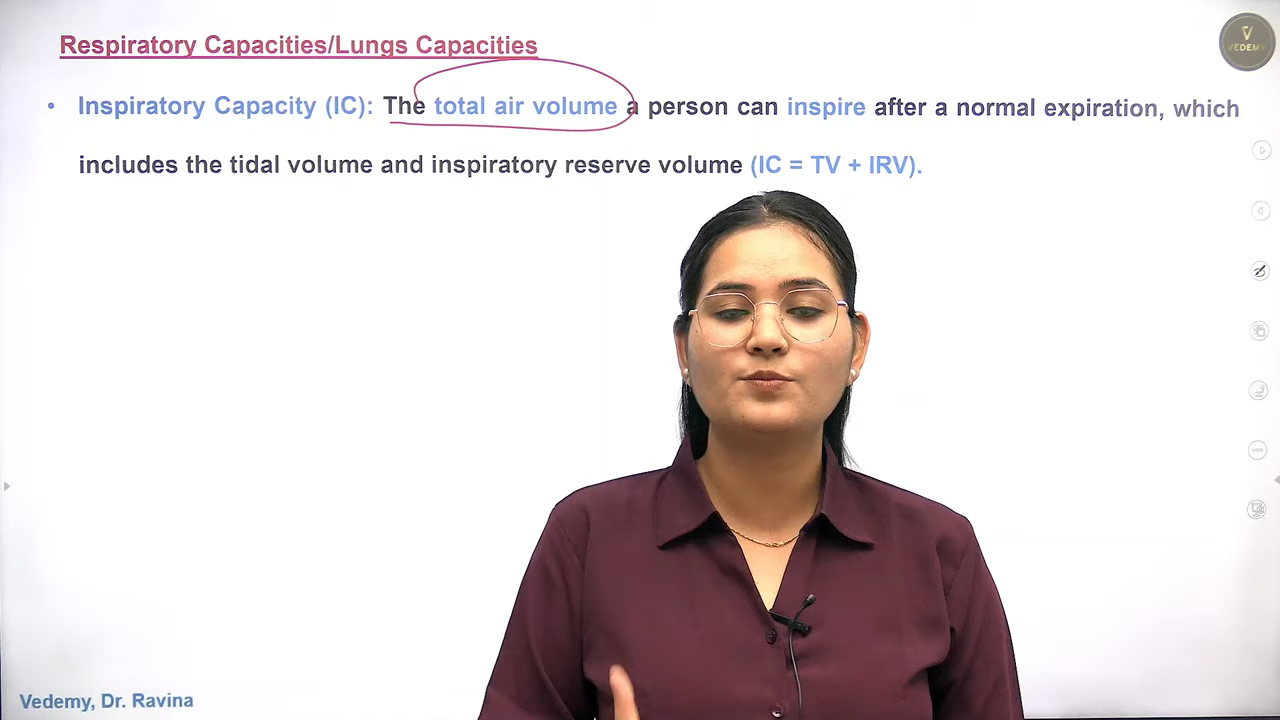 Respiratory Capacities/Lungs Capacities
VEDEMY
• Inspiratory Capacity (IC): The total air volume a person can inspire after a normal expiration, which
includes the tidal volume and inspiratory reserve volume (IC = TV + IRV).
Vedemy, Dr. Ravina